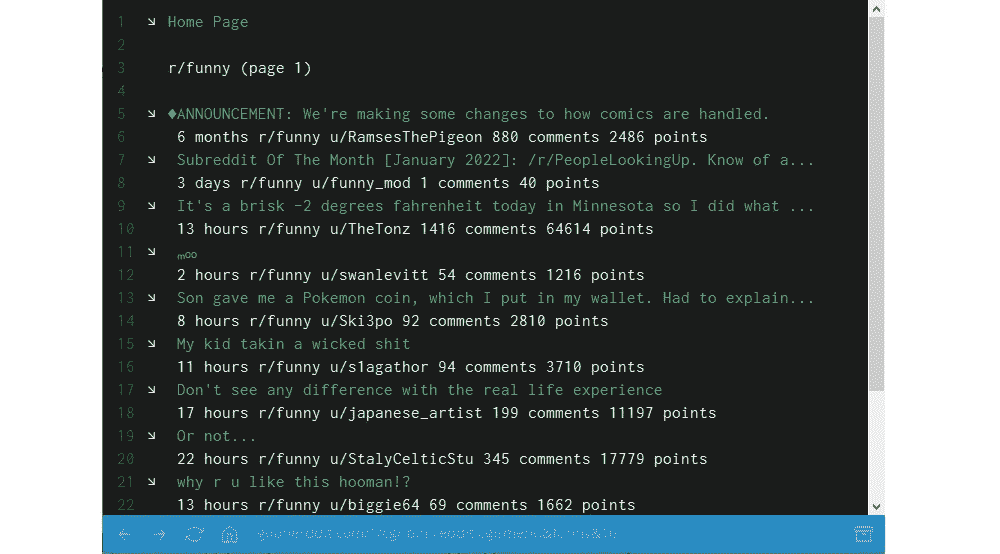 1 Home Page
2
3 r/funny (page 1)
4
5 ♦ANNOUNCEMENT: We're making some changes to how comics are handled.
6 6 months r/funny u/RamsesThePigeon 880 comments 2486 points
7 Subreddit Of The Month [January 2022]: /r/PeopleLookingUp. Know of a...
8 3 days r/funny u/funny_mod 1 comments 40 points
9 It's a brisk -2 degrees fahrenheit today in Minnesota so I did what ...
10 13 hours r/funny u/TheTonz 1416 comments 64614 points
11 ₘₒₒ
12 2 hours r/funny u/swanlevitt 54 comments 1216 points
13 Son gave me a Pokemon coin, which I put in my wallet. Had to explain...
14 8 hours r/funny u/Ski3po 92 comments 2810 points
15 My kid takin a wicked shit
16 11 hours r/funny u/s1agathor 94 comments 3710 points
17 Don't see any difference with the real life experience
18 17 hours r/funny u/japanese_artist 199 comments 11197 points
19 Or not...
20 22 hours r/funny u/StalyCelticStu 345 comments 17779 points
21 why r u like this hooman!?
22 13 hours r/funny u/biggie64 69 comments 1662 points